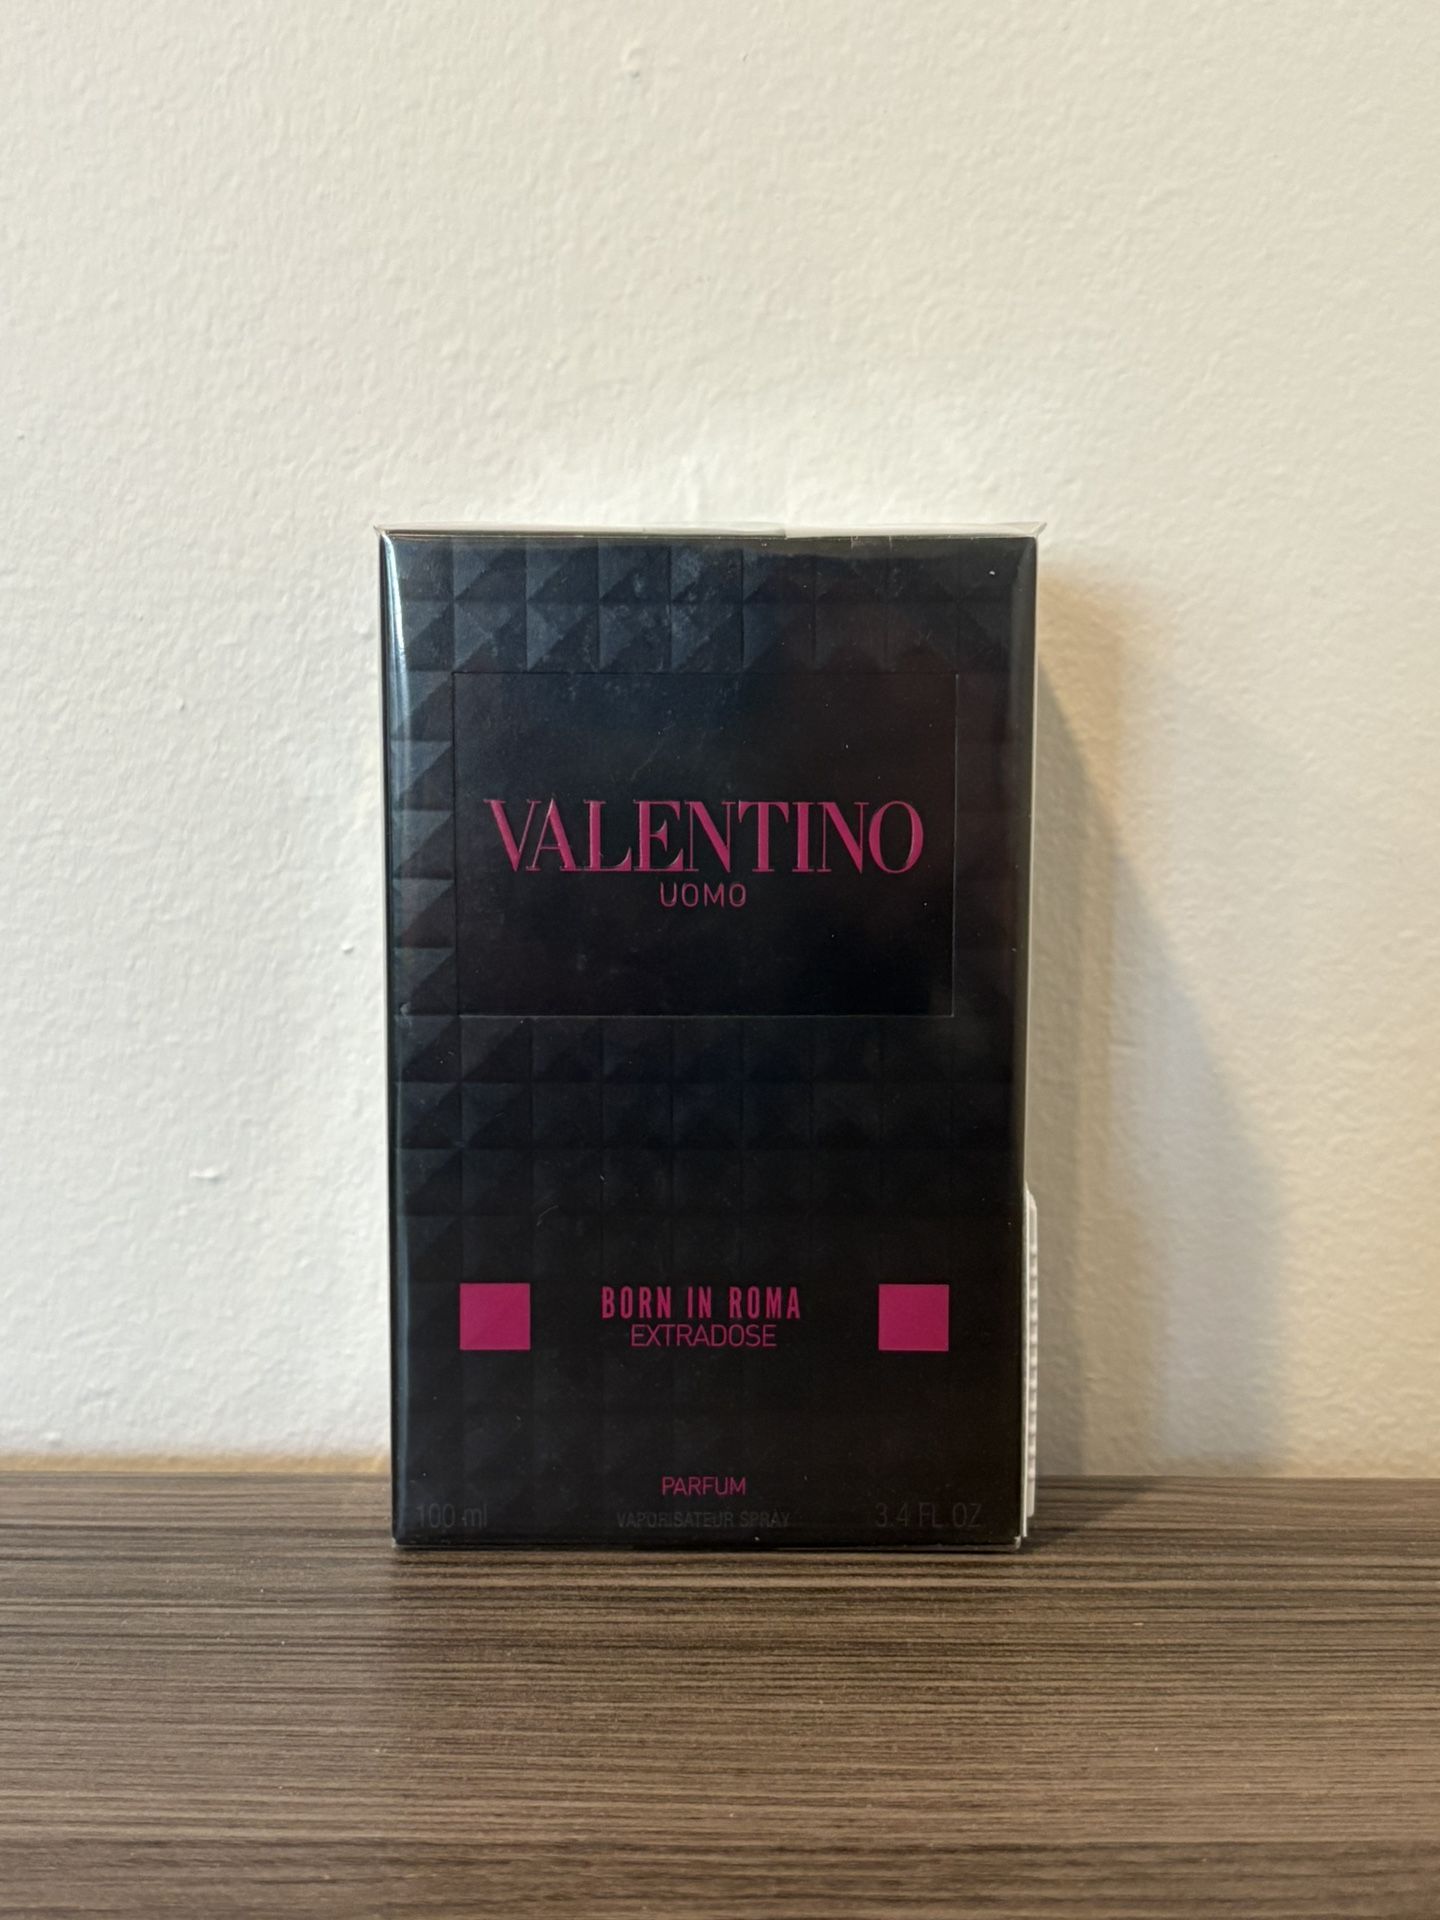 VALENTINO
UOMO
BORN IN ROMA
EXTRADOSE
PARFUM
100 ml VAPORISATEUR SPRAY 3.4 FL.OZ